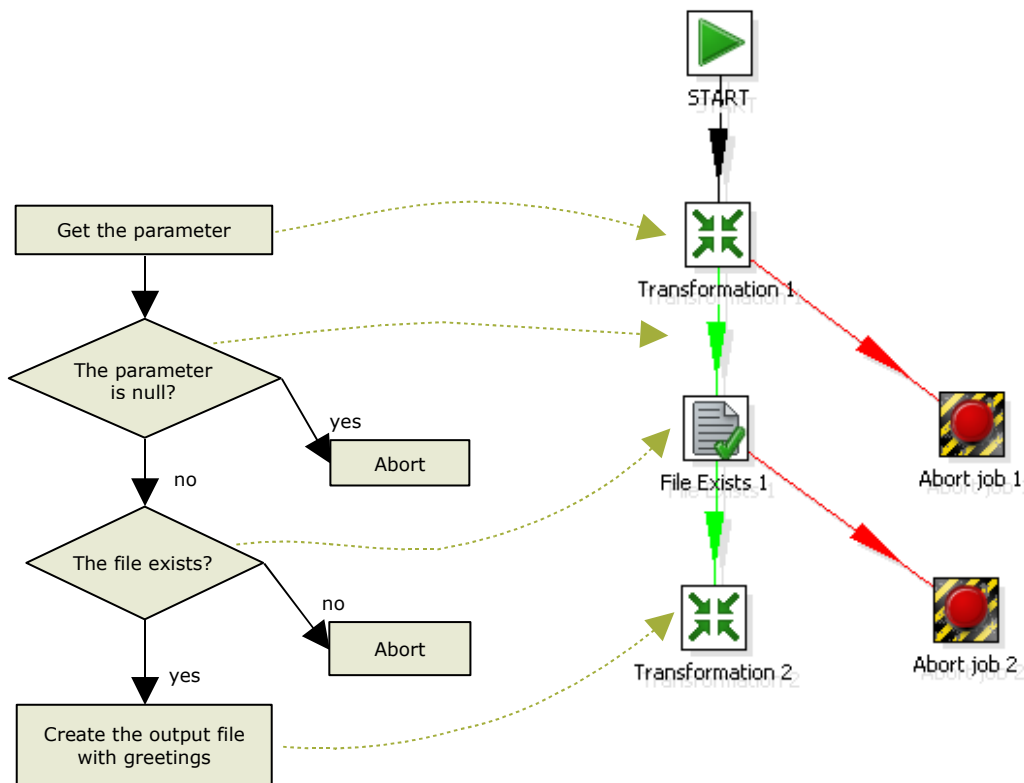 START
Get the parameter
Transformation 1
The parameter
is null?
yes
Abort
no
File Exists 1
Abort job 1
The file exists?
no
Abort
yes
Transformation 2
Abort job 2
Create the output file
with greetings